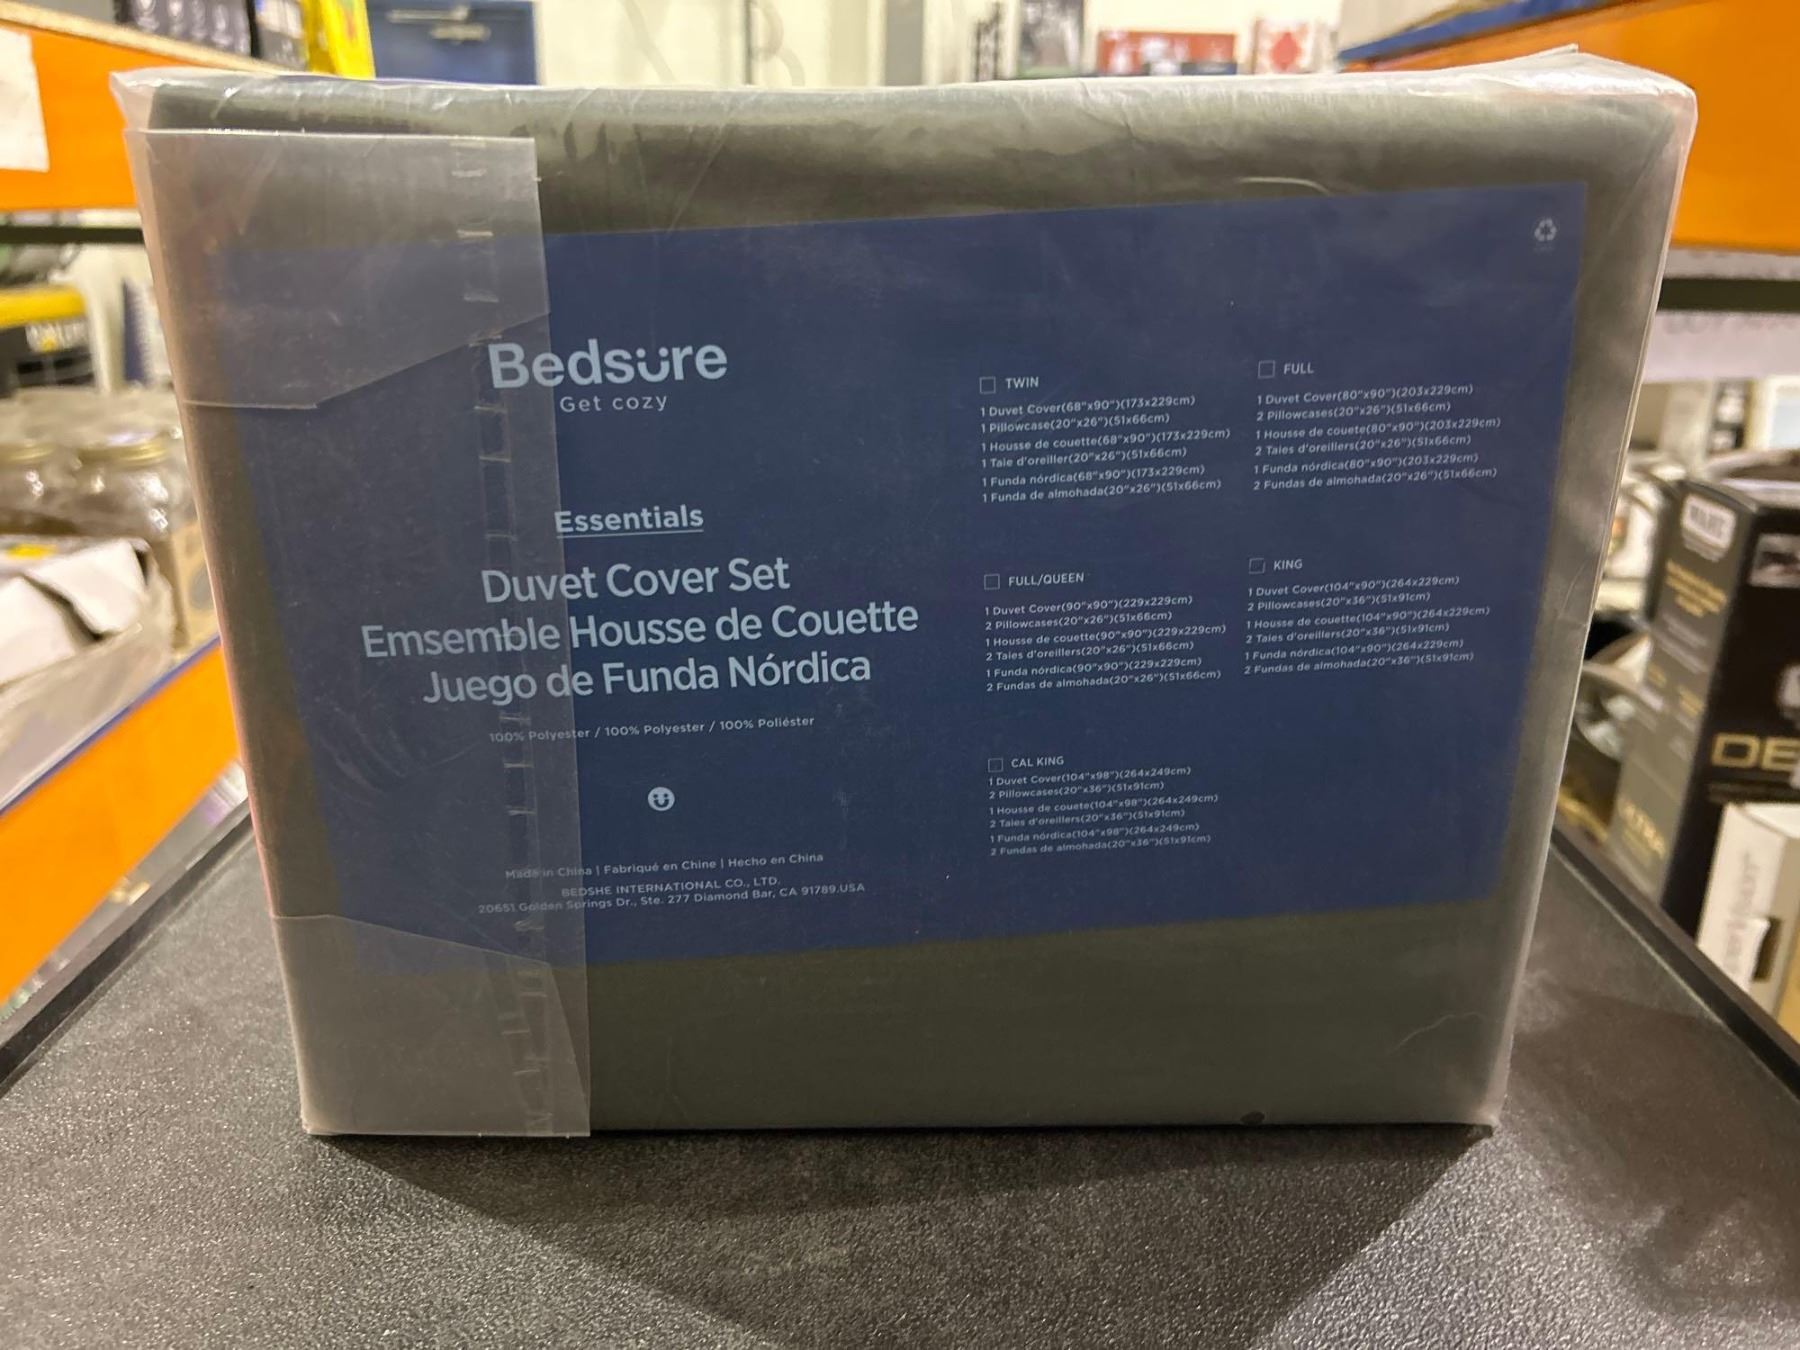 Bedsure
Get cozy
Essentials
Duvet Cover Set
Emsemble Housse de Couette
Juego de Funda Nórdica
100% Polyester / 100% Polyester / 100% Poliéster
Made in China | Fabriqué en Chine | Hecho en China
BEDSHE INTERNATIONAL CO., LTD.
20651 Golden Springs Dr., Ste. 277 Diamond Bar, CA 91789.USA
TWIN
1 Duvet Cover(68"x90")(173x229cm)
1 Pillowcase(20"x26")(51x66cm)
1 Housse de couette(68"x90")(173x229cm)
1 Taie d'oreiller(20"x26")(51x66cm)
1 Funda nórdica(68"x90")(173x229cm)
1 Funda de almohada(20"x26")(51x66cm)
FULL
1 Duvet Cover(80"x90")(203x229cm)
2 Pillowcases(20"x26")(51x66cm)
1 Housse de couete(80"x90")(203x229cm)
2 Taies d'oreillers(20"x26")(51x66cm)
1 Funda nórdica(80"x90")(203x229cm)
2 Fundas de almohada(20"x26")(51x66cm)
FULL/QUEEN
1 Duvet Cover(90"x90")(229x229cm)
2 Pillowcases(20"x26")(51x66cm)
1 Housse de couette(90"x90")(229x229cm)
2 Taies d'oreillers(20"x26")(51x66cm)
1 Funda nórdica(90"x90")(229x229cm)
2 Fundas de almohada(20"x26")(51x66cm)
KING
1 Duvet Cover(104"x90")(264x229cm)
2 Pillowcases(20"x36")(51x91cm)
1 Housse de couette(104"x90")(264x229cm)
2 Taies d'oreillers(20"x36")(51x91cm)
1 Funda nórdica(104"x90")(264x229cm)
2 Fundas de almohada(20"x36")(51x91cm)
CAL KING
1 Duvet Cover(104"x98")(264x249cm)
2 Pillowcases(20"x36")(51x91cm)
1 Housse de couete(104"x98")(264x249cm)
2 Taies d'oreillers(20"x36")(51x91cm)
1 Funda nórdica(104"x98")(264x249cm)
2 Fundas de almohada(20"x36")(51x91cm)
DE